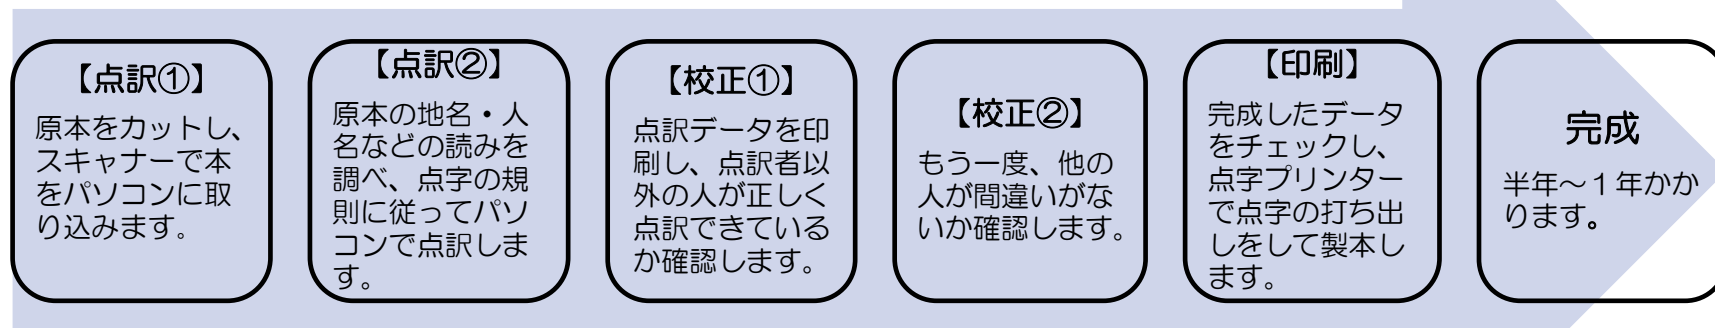 【点訳①】
原本をカットし、
スキャナーで本
をパソコンに取
り込みます。
【点訳②】
原本の地名・人
名などの読みを
調べ、点字の規
則に従ってパソ
コンで点訳しま
す。
【校正①】
点訳データを印
刷し、点訳者以
外の人が正しく
点訳できている
か確認します。
【校正②】
もう一度、他の
人が間違いがな
いか確認します。
【印刷】
完成したデータ
をチェックし、
点字プリンター
で点字の打ち出
しをして製本し
ます。
完成
半年~１年かか
ります。